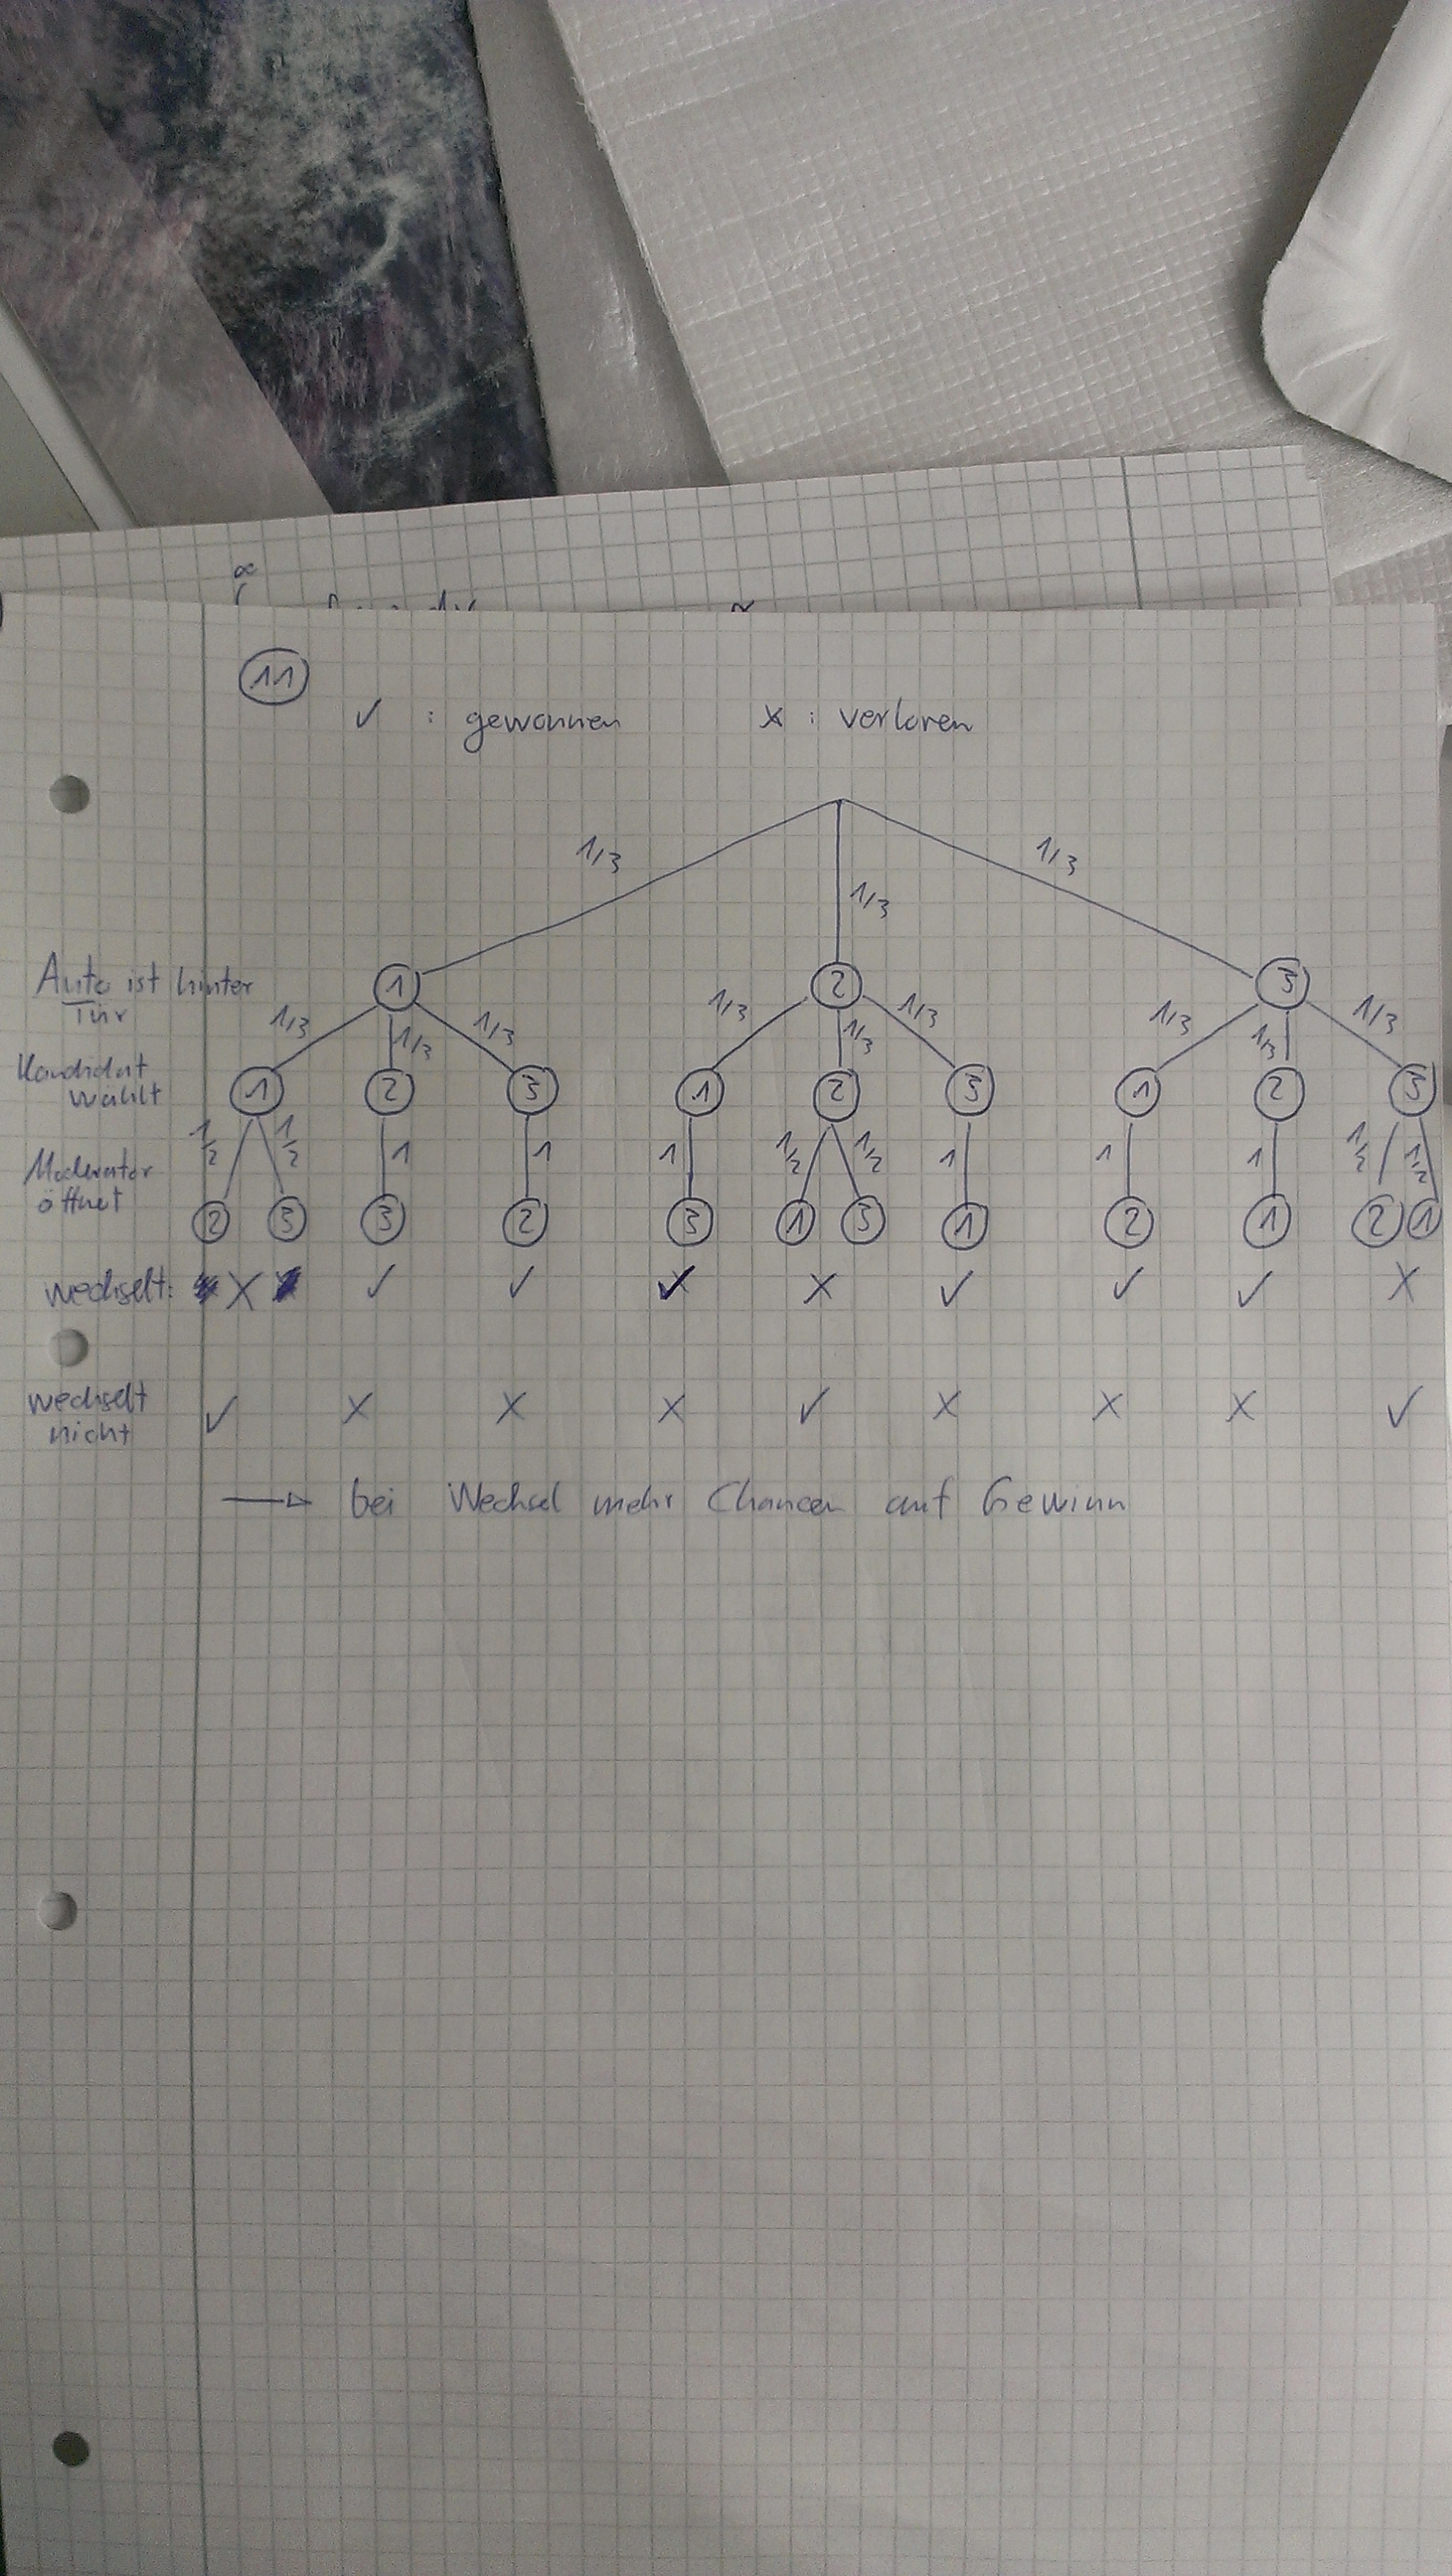 11
✓ : gewonnen x : verloren
1/3 1/3 1/3
Auto ist hinter Tür 1 2 3
1/3 1/3 1/3 1/3 1/3 1/3 1/3 1/3 1/3
Kandidat wählt 1 2 3 1 2 3 1 2 3
1/2 1/2 1 1 1 1/2 1/2 1 1 1 1/2 1/2
Moderator öffnet 2 3 3 2 3 1 3 1 2 1 2 1
wechselt: x ✓ ✓ ✓ x ✓ ✓ ✓ x
wechselt nicht ✓ x x x ✓ x x x ✓
→ bei Wechsel mehr Chancen auf Gewinn